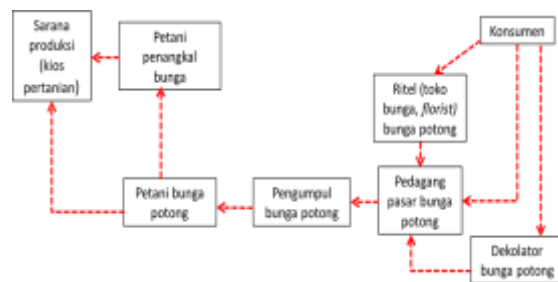 Sarana
produksi
(kios
pertanian)
Petani
penangkal
bunga
Konsumen
Ritel (toko
bunga, florist)
bunga potong
Petani bunga
potong
Pengumpul
bunga potong
Pedagang
pasar bunga
potong
Dekolator
bunga potong